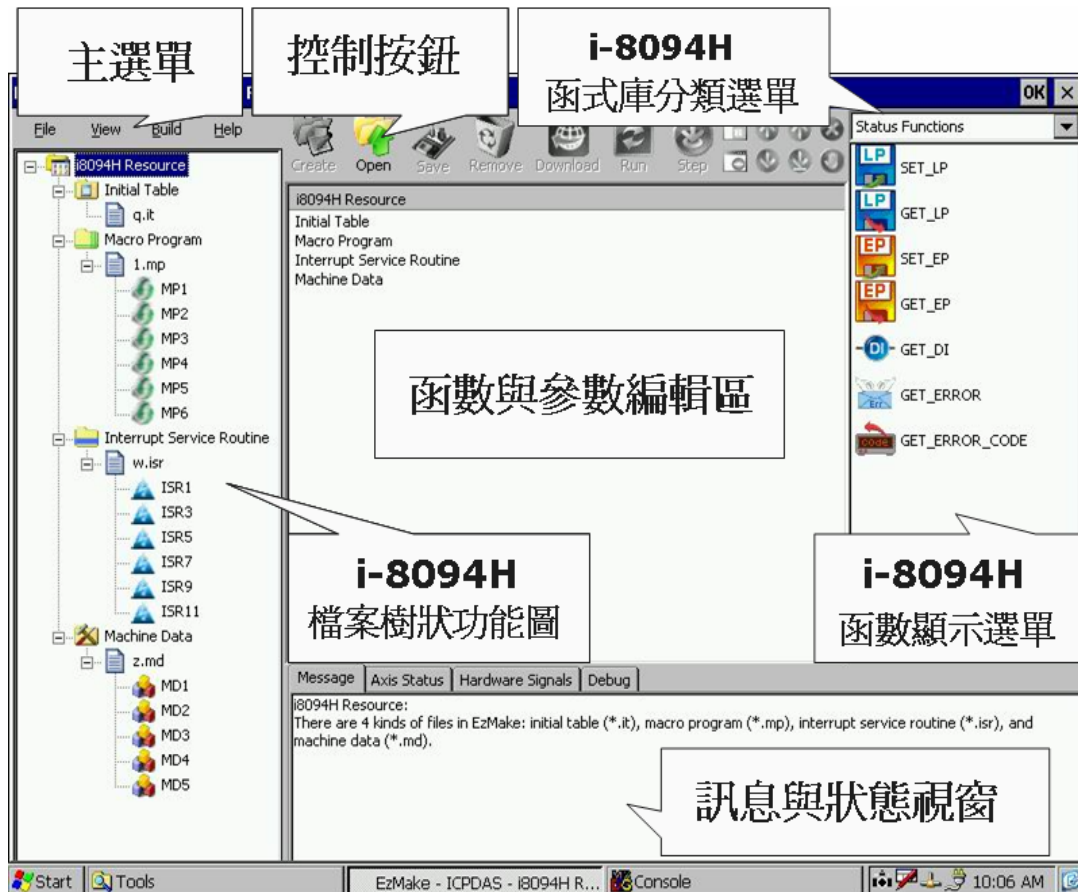 主選單
控制按鈕
i-8094H
函式庫分類選單
OK
File View Build Help
Create Open Save Remove Download Run Step
Status Functions
i8094H Resource
Initial Table
q.it
Macro Program
1.mp
MP1
MP2
MP3
MP4
MP5
MP6
Interrupt Service Routine
w.isr
ISR1
ISR3
ISR5
ISR7
ISR9
ISR11
Machine Data
z.md
MD1
MD2
MD3
MD4
MD5
i8094H Resource
Initial Table
Macro Program
Interrupt Service Routine
Machine Data
函數與參數編輯區
LP SET_LP
LP GET_LP
EP SET_EP
EP GET_EP
DI GET_DI
Err GET_ERROR
code GET_ERROR_CODE
i-8094H
檔案樹狀功能圖
i-8094H
函數顯示選單
Message Axis Status Hardware Signals Debug
i8094H Resource:
There are 4 kinds of files in EzMake: initial table (*.it), macro program (*.mp), interrupt service routine (*.isr), and
machine data (*.md).
訊息與狀態視窗
Start Tools EzMake - ICPDAS - i8094H R... Console 10:06 AM